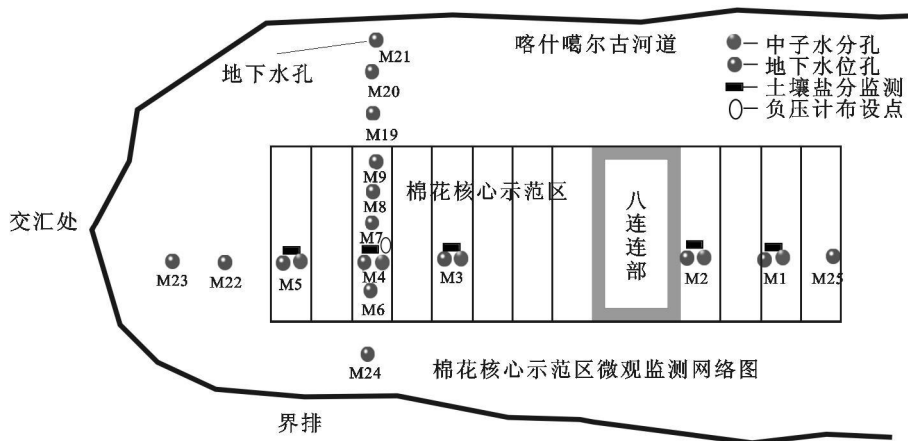 喀什噶尔古河道
中子水分孔
地下水位孔
土壤盐分监测
负压计布设点
地下水孔
M21
M20
M19
M9
棉花核心示范区
M8
M7
八连连部
交汇处
M23
M22
M5
M4
M3
M2
M1
M25
M6
M24
棉花核心示范区微观监测网络图
界排